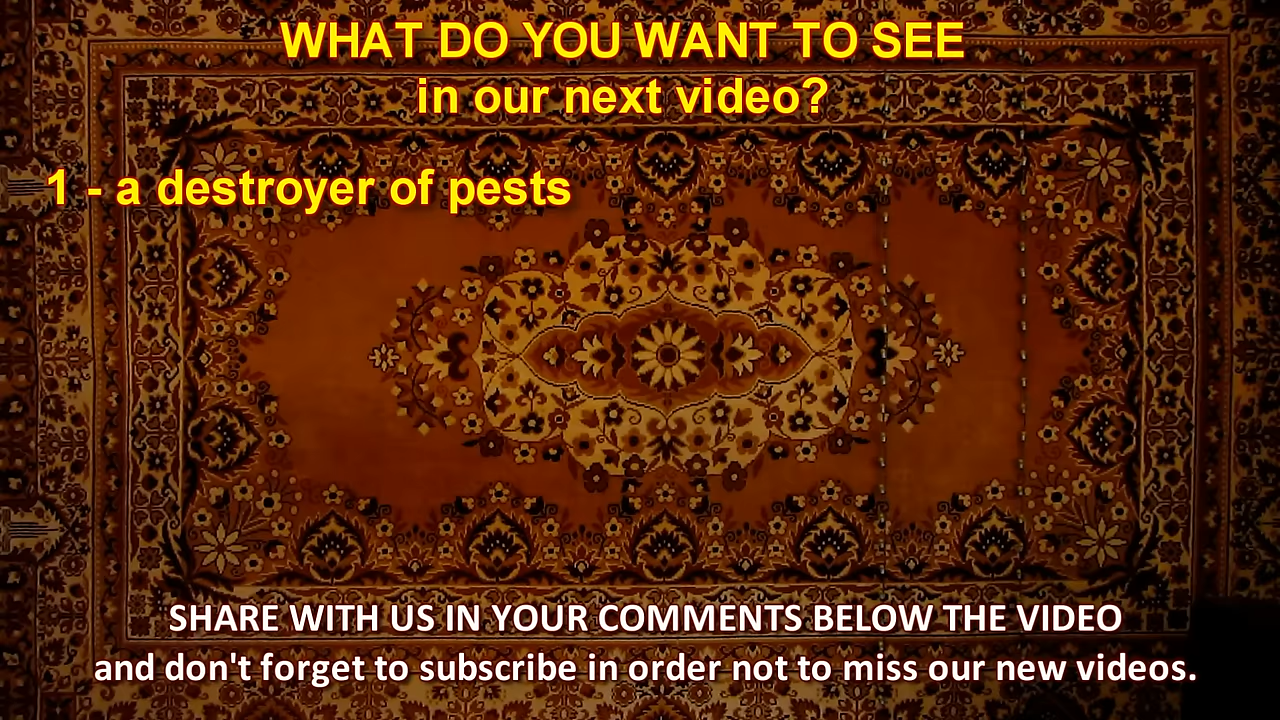 WHAT DO YOU WANT TO SEE
in our next video?
1 - a destroyer of pests
SHARE WITH US IN YOUR COMMENTS BELOW THE VIDEO
and don't forget to subscribe in order not to miss our new videos.